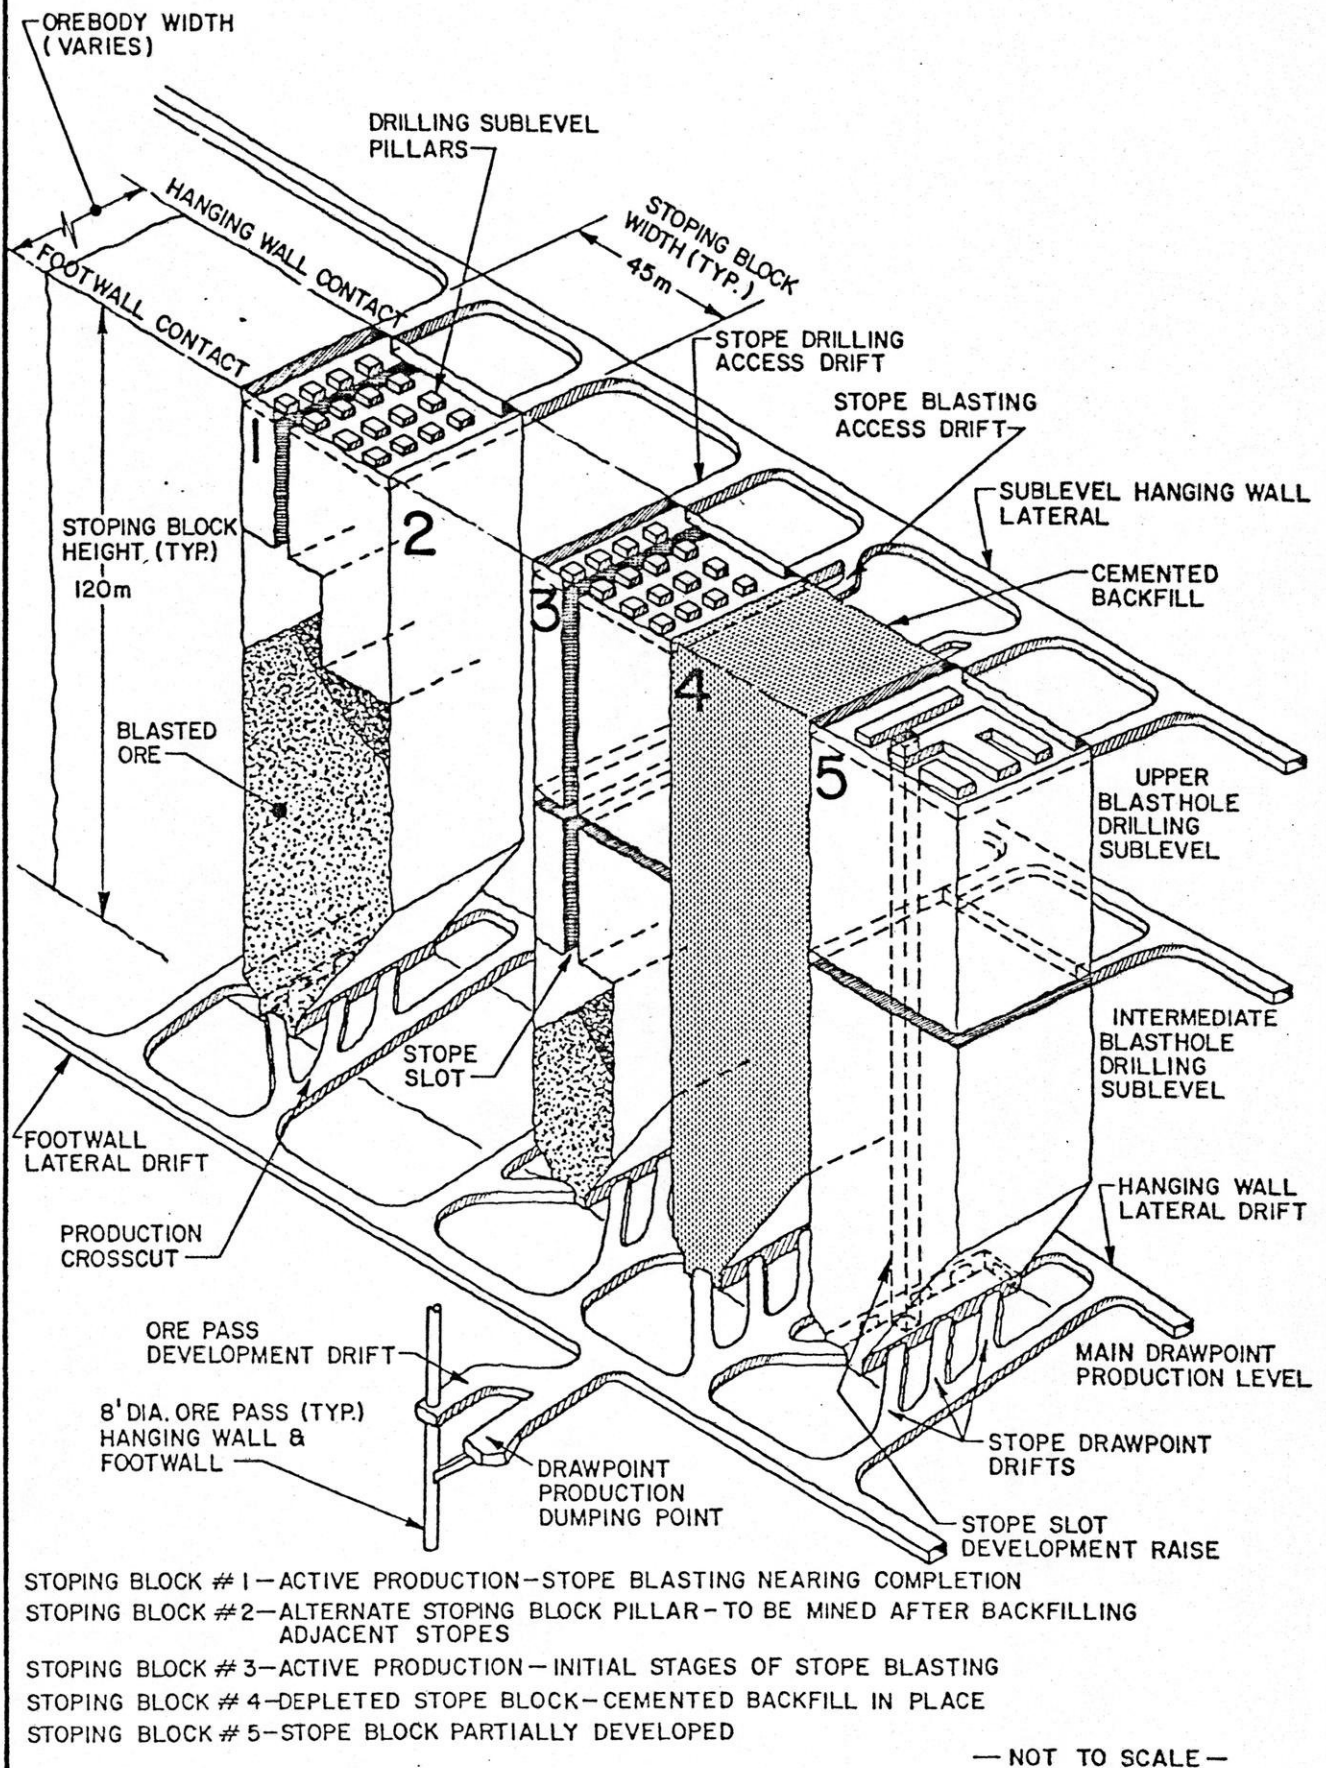 OREBODY WIDTH
(VARIES)
DRILLING SUBLEVEL
PILLARS
HANGING WALL CONTACT
FOOTWALL CONTACT
STOPING BLOCK
WIDTH (TYP.)
45m
STOPE DRILLING
ACCESS DRIFT
STOPE BLASTING
ACCESS DRIFT
SUBLEVEL HANGING WALL
LATERAL
CEMENTED
BACKFILL
1
2
3
4
5
STOPING BLOCK
HEIGHT (TYP.)
120m
BLASTED
ORE
UPPER
BLASTHOLE
DRILLING
SUBLEVEL
INTERMEDIATE
BLASTHOLE
DRILLING
SUBLEVEL
STOPE
SLOT
FOOTWALL
LATERAL DRIFT
HANGING WALL
LATERAL DRIFT
PRODUCTION
CROSSCUT
ORE PASS
DEVELOPMENT DRIFT
MAIN DRAWPOINT
PRODUCTION LEVEL
8' DIA. ORE PASS (TYP.)
HANGING WALL &
FOOTWALL
DRAWPOINT
PRODUCTION
DUMPING POINT
STOPE DRAWPOINT
DRIFTS
STOPE SLOT
DEVELOPMENT RAISE
STOPING BLOCK #1—ACTIVE PRODUCTION—STOPE BLASTING NEARING COMPLETION
STOPING BLOCK #2—ALTERNATE STOPING BLOCK PILLAR—TO BE MINED AFTER BACKFILLING
ADJACENT STOPES
STOPING BLOCK #3—ACTIVE PRODUCTION—INITIAL STAGES OF STOPE BLASTING
STOPING BLOCK #4—DEPLETED STOPE BLOCK—CEMENTED BACKFILL IN PLACE
STOPING BLOCK #5—STOPE BLOCK PARTIALLY DEVELOPED
— NOT TO SCALE —